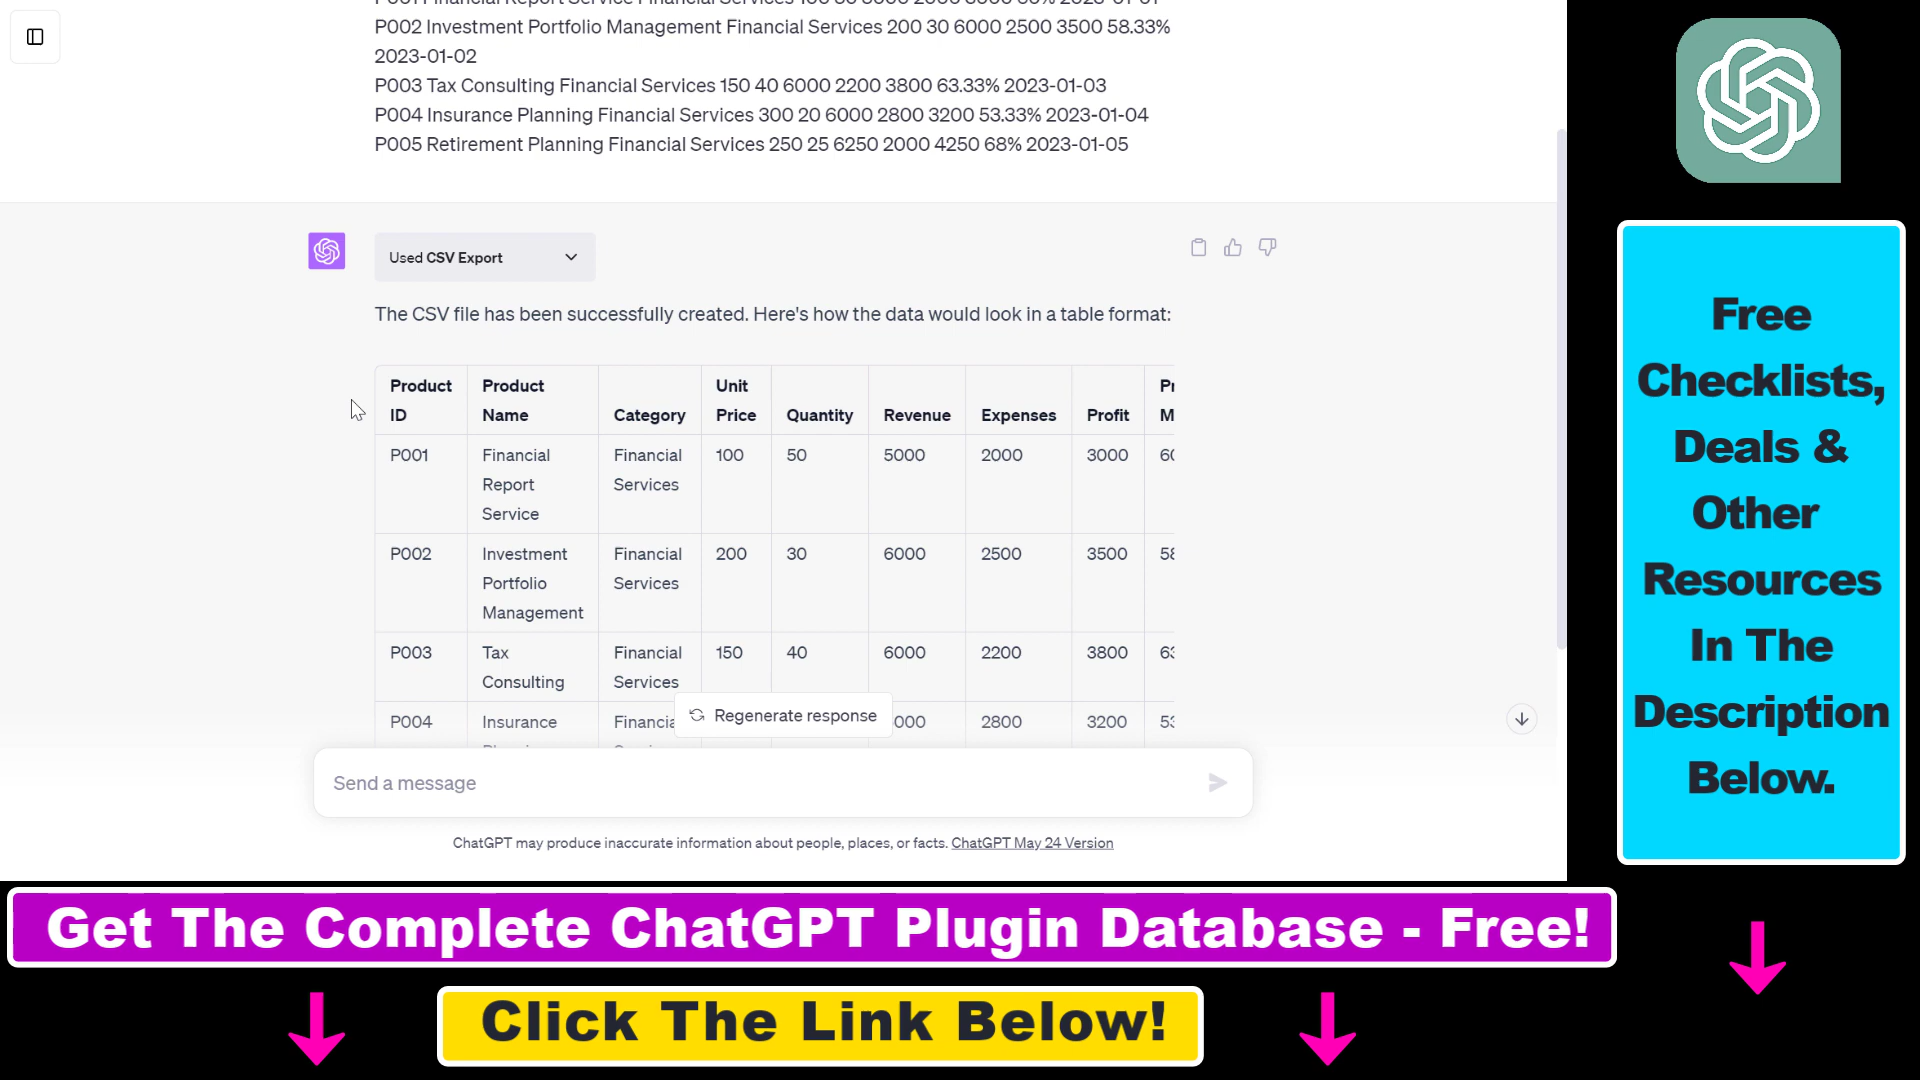 P002 Investment Portfolio Management Financial Services 200 30 6000 2500 3500 58.33%
2023-01-02
P003 Tax Consulting Financial Services 150 40 6000 2200 3800 63.33% 2023-01-03
P004 Insurance Planning Financial Services 300 20 6000 2800 3200 53.33% 2023-01-04
P005 Retirement Planning Financial Services 250 25 6250 2000 4250 68% 2023-01-05
Used CSV Export
The CSV file has been successfully created. Here's how the data would look in a table format:
Product ID Product Name Category Unit Price Quantity Revenue Expenses Profit
P001 Financial Report Service Financial Services 100 50 5000 2000 3000
P002 Investment Portfolio Management Financial Services 200 30 6000 2500 3500
P003 Tax Consulting Financial Services 150 40 6000 2200 3800
P004 Insurance 2800 3200
Regenerate response
Send a message
ChatGPT may produce inaccurate information about people, places, or facts. ChatGPT May 24 Version
Free
Checklists,
Deals &
Other
Resources
In The
Description
Below.
Get The Complete ChatGPT Plugin Database - Free!
Click The Link Below!